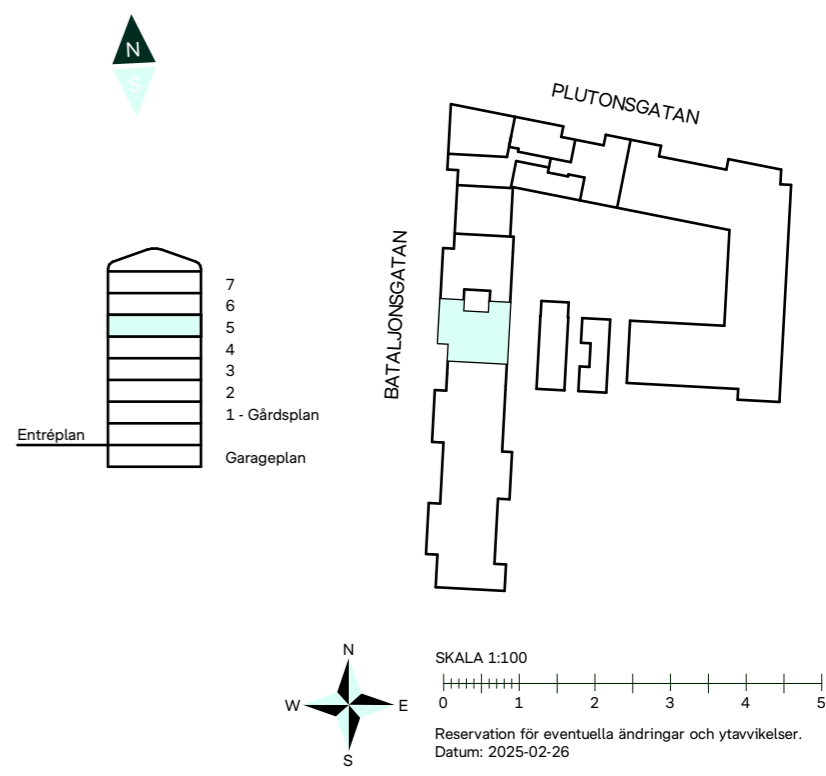 N
S
PLUTONSGATAN
BATALJONSGATAN
7
6
5
4
3
2
1 - Gårdsplan
Entréplan
Garageplan
N
W
E
S
SKALA 1:100
0 1 2 3 4 5
Reservation för eventuella ändringar och ytavvikelser.
Datum: 2025-02-26